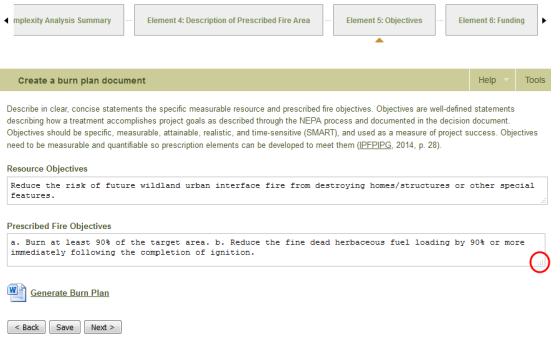 mplexity Analysis Summary
Element 4: Description of Prescribed Fire Area
Element 5: Objectives
Element 6: Funding
Create a burn plan document
Help
Tools
Describe in clear, concise statements the specific measurable resource and prescribed fire objectives. Objectives are well-defined statements
describing how a treatment accomplishes project goals as described through the NEPA process and documented in the decision document.
Objectives should be specific, measurable, attainable, realistic, and time-sensitive (SMART), and used as a measure of project success. Objectives
need to be measurable and quantifiable so prescription elements can be developed to meet them (IPFPIPG, 2014, p. 28).
Resource Objectives
Reduce the risk of future wildland urban interface fire from destroying homes/structures or other special
features.
Prescribed Fire Objectives
a. Burn at least 90% of the target area. b. Reduce the fine dead herbaceous fuel loading by 90% or more
immediately following the completion of ignition.
W
Generate Burn Plan
< Back
Save
Next >